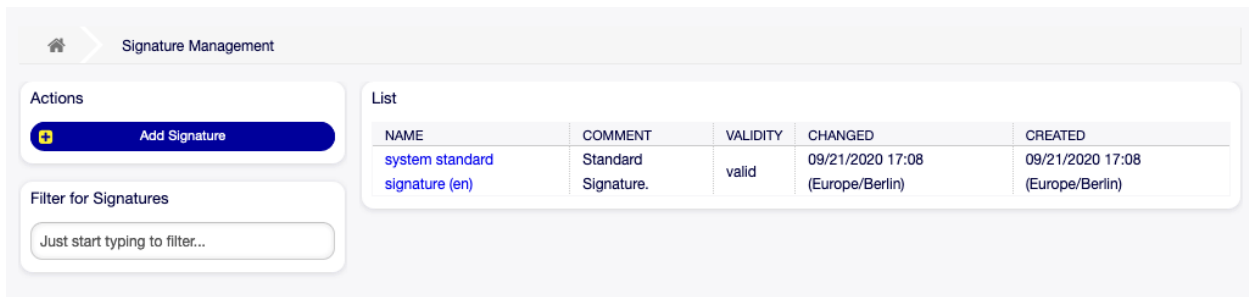 Signature Management
Actions
Add Signature
Filter for Signatures
Just start typing to filter...
List
NAME COMMENT VALIDITY CHANGED CREATED
system standard Standard valid 09/21/2020 17:08 09/21/2020 17:08
signature (en) Signature. (Europe/Berlin) (Europe/Berlin)